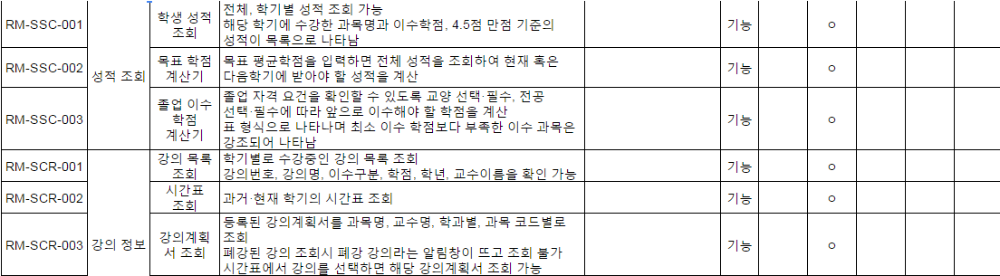 RM-SSC-001
성적 조회
학생 성적
조회
전체, 학기별 성적 조회 가능
해당 학기에 수강한 과목명과 이수학점, 4.5점 만점 기준의
성적이 목록으로 나타남
기능
ㅇ
RM-SSC-002
목표 학점
계산기
목표 평균학점을 입력하면 전체 성적을 조회하여 현재 혹은
다음학기에 받아야 할 성적을 계산
기능
ㅇ
RM-SSC-003
졸업 이수
학점
계산기
졸업 자격 요건을 확인할 수 있도록 교양 선택·필수, 전공
선택·필수에 따라 앞으로 이수해야 할 학점을 계산
표 형식으로 나타나며 최소 이수 학점보다 부족한 이수 과목은
강조되어 나타남
기능
ㅇ
RM-SCR-001
강의 정보
강의 목록
조회
학기별로 수강중인 강의 목록 조회
강의번호, 강의명, 이수구분, 학점, 학년, 교수이름을 확인 가능
기능
ㅇ
RM-SCR-002
시간표
조회
과거·현재 학기의 시간표 조회
기능
ㅇ
RM-SCR-003
강의계획
서 조회
등록된 강의계획서를 과목명, 교수명, 학과별, 과목 코드별로
조회
폐강된 강의 조회시 폐강 강의라는 알림창이 뜨고 조회 불가
시간표에서 강의를 선택하면 해당 강의계획서 조회 가능
기능
ㅇ